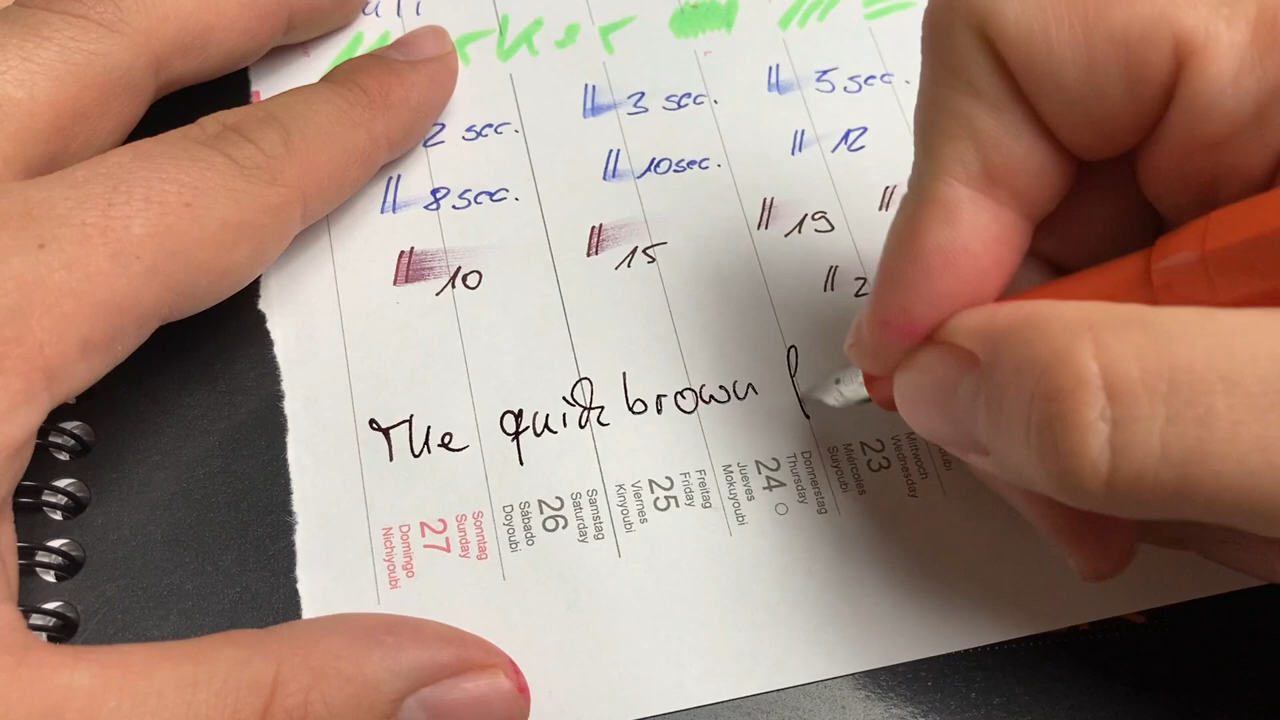 2 sec. 3 sec. 5 sec.
8 sec. 10 sec. 12
10 15 19
The quick brown f
Sonntag Samstag Freitag Donnerstag Mittwoch
Sunday Saturday Friday Thursday Wednesday
27 26 25 24 23
Domingo Sábado Viernes Jueves Miércoles
Nichiyoubi Doyoubi Kinyoubi Mokuyoubi Suiyoubi